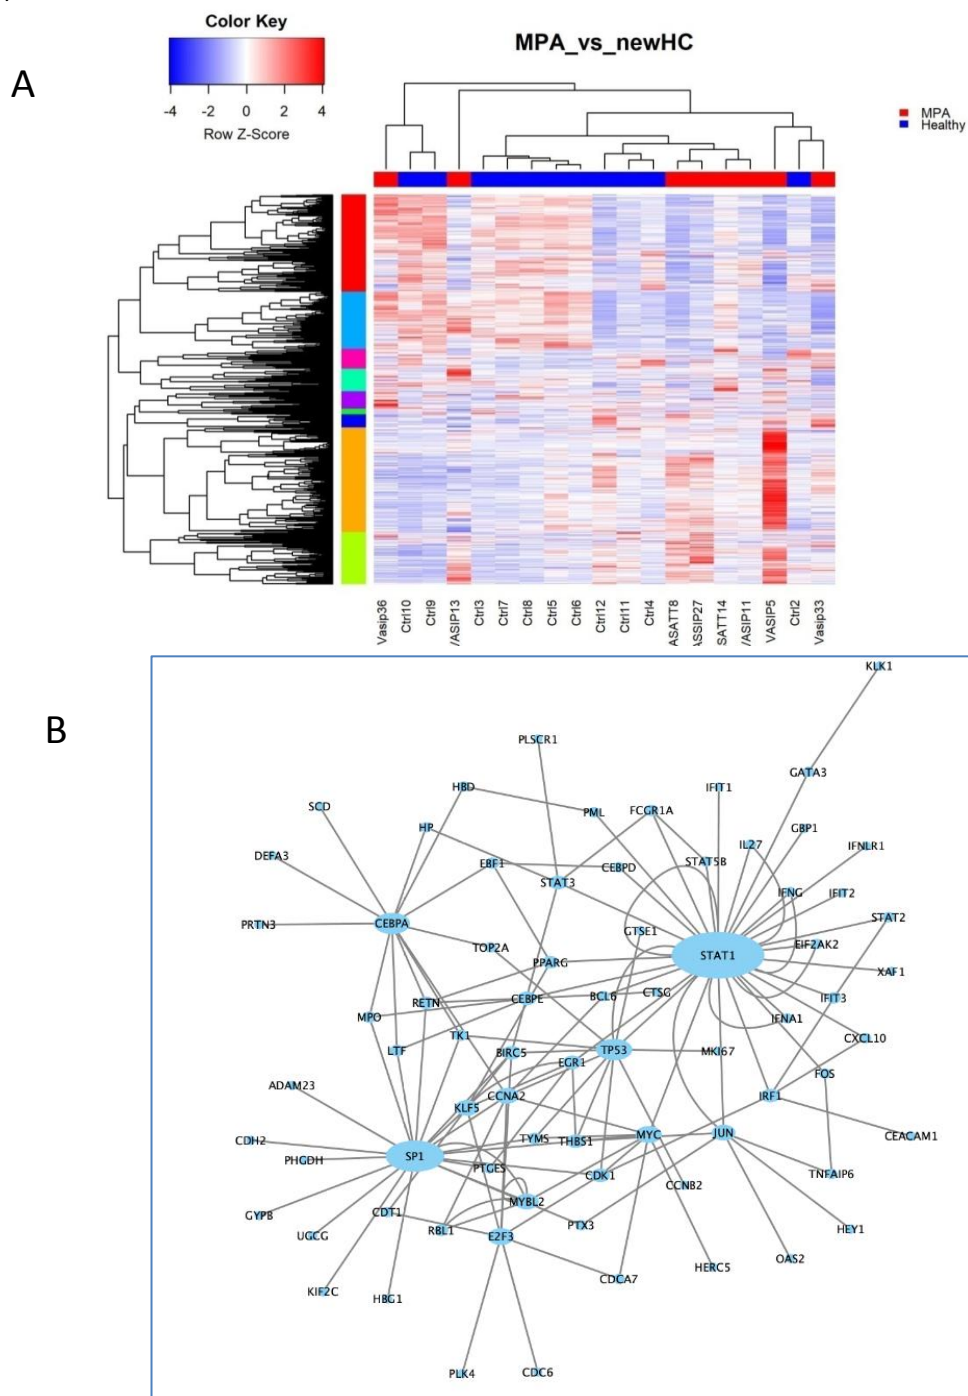 Color Key
-4 -2 0 2 4
Row Z-Score
MPA_vs_newHC
A
MPA
Healthy
Vasip36
Ctrl10
Ctrl9
/ASIP13
Ctrl3
Ctrl7
Ctrl8
Ctrl5
Ctrl6
Ctrl12
Ctrl11
Ctrl4
ASATT8
ASSIP27
SATT14
/ASIP11
VASIP5
Ctrl2
Vasip33
B
KLK1
PLSCR1
GATA3
HBD
IFIT1
SCD
PML
FCGR1A
HP
GBP1
IL27
IFNLR1
DEFA3
EBF1
CEBPD
STAT5B
STAT3
IFNG
IFIT2
PRTN3
CEBPA
STAT2
GTSE1
EIF2AK2
TOP2A
STAT1
PPARG
XAF1
RETN
CEBPE
BCL6
CTSG
IFIT3
MPO
IFNA1
TK1
CXCL10
LTF
BIRC5
TP53
MKI67
EGR1
FOS
ADAM23
CCNA2
IRF1
KLF5
CDH2
TYMS
THBS1
MYC
JUN
CEACAM1
PHGDH
SP1
PTGES
CDK1
TNFAIP6
CCNB2
MYBL2
GYPB
CDT1
UGCG
RBL1
E2F3
PTX3
HEY1
OAS2
HERC5
KIF2C
HBG1
CDCA7
PLK4
CDC6